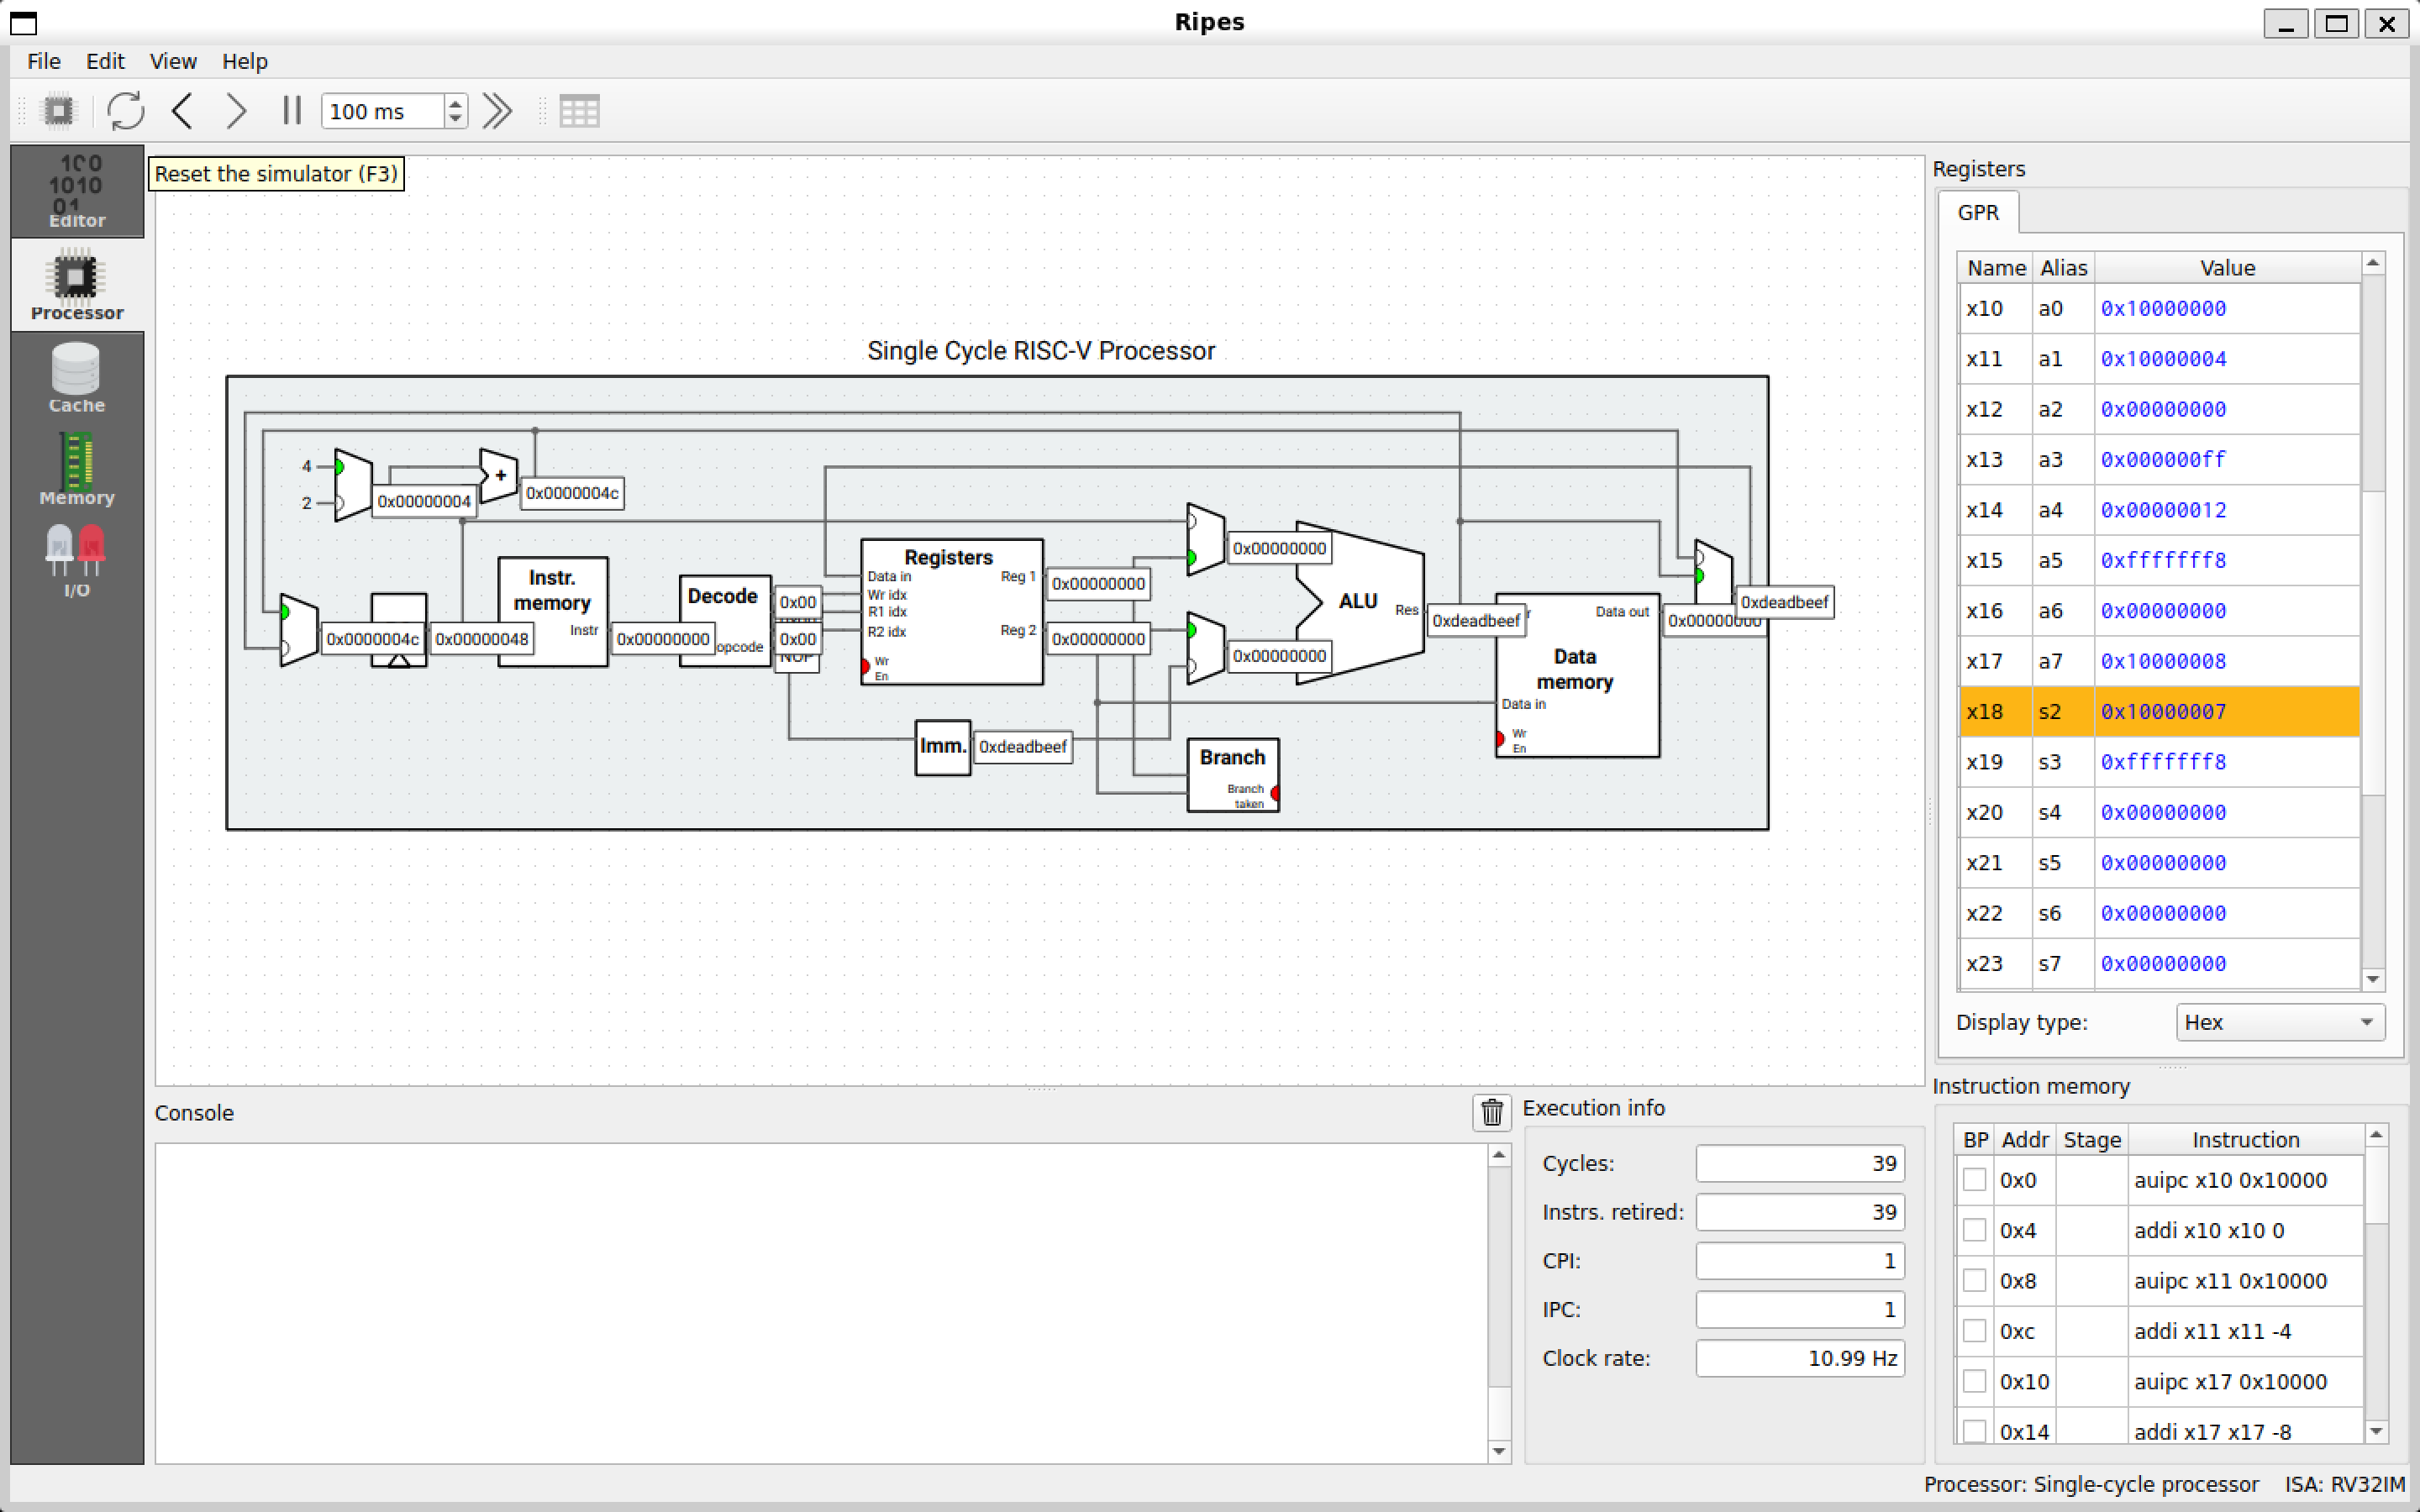 Ripes
File Edit View Help
100 ms
Reset the simulator (F3)
Editor
Processor
Cache
Memory
I/O
Single Cycle RISC-V Processor
4
2
0x00000004
+
0x0000004c
0x0000004c
0x00000048
Instr. memory
Instr
0x00000000
Decode
opcode
0x00
0x00
NOP
Registers
Data in
Wr idx
R1 idx
R2 idx
Wr En
Reg 1
Reg 2
0x00000000
0x00000000
Imm.
0xdeadbeef
0x00000000
0x00000000
ALU
Res
0xdeadbeef
Branch
Branch taken
Data memory
Data out
Data in
Wr En
0x00000000
0xdeadbeef
Registers
GPR
Name Alias Value
x10 a0 0x10000000
x11 a1 0x10000004
x12 a2 0x00000000
x13 a3 0x000000ff
x14 a4 0x00000012
x15 a5 0xfffffff8
x16 a6 0x00000000
x17 a7 0x10000008
x18 s2 0x10000007
x19 s3 0xfffffff8
x20 s4 0x00000000
x21 s5 0x00000000
x22 s6 0x00000000
x23 s7 0x00000000
Display type: Hex
Console
Execution info
Cycles: 39
Instrs. retired: 39
CPI: 1
IPC: 1
Clock rate: 10.99 Hz
Instruction memory
BP Addr Stage Instruction
0x0 auipc x10 0x10000
0x4 addi x10 x10 0
0x8 auipc x11 0x10000
0xc addi x11 x11 -4
0x10 auipc x17 0x10000
0x14 addi x17 x17 -8
Processor: Single-cycle processor ISA: RV32IM